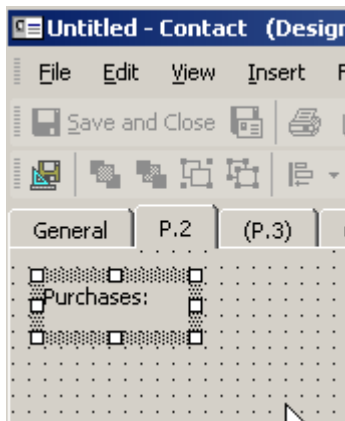 Untitled - Contact (Design
File Edit View Insert F
Save and Close
General P.2 (P.3)
Purchases: